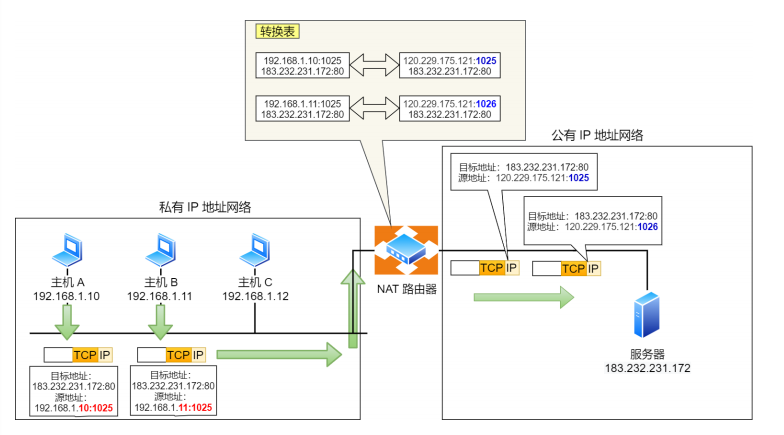 转换表
192.168.1.10:1025
183.232.231.172:80
120.229.175.121:1025
183.232.231.172:80
192.168.1.11:1025
183.232.231.172:80
120.229.175.121:1026
183.232.231.172:80
公有 IP 地址网络
目标地址: 183.232.231.172:80
源地址: 120.229.175.121:1025
目标地址: 183.232.231.172:80
源地址: 120.229.175.121:1026
私有 IP 地址网络
主机 A
192.168.1.10
主机 B
192.168.1.11
主机 C
192.168.1.12
NAT 路由器
TCP IP
TCP IP
服务器
183.232.231.172
TCP IP
TCP IP
目标地址:
183.232.231.172:80
源地址:
192.168.1.10:1025
目标地址:
183.232.231.172:80
源地址:
192.168.1.11:1025